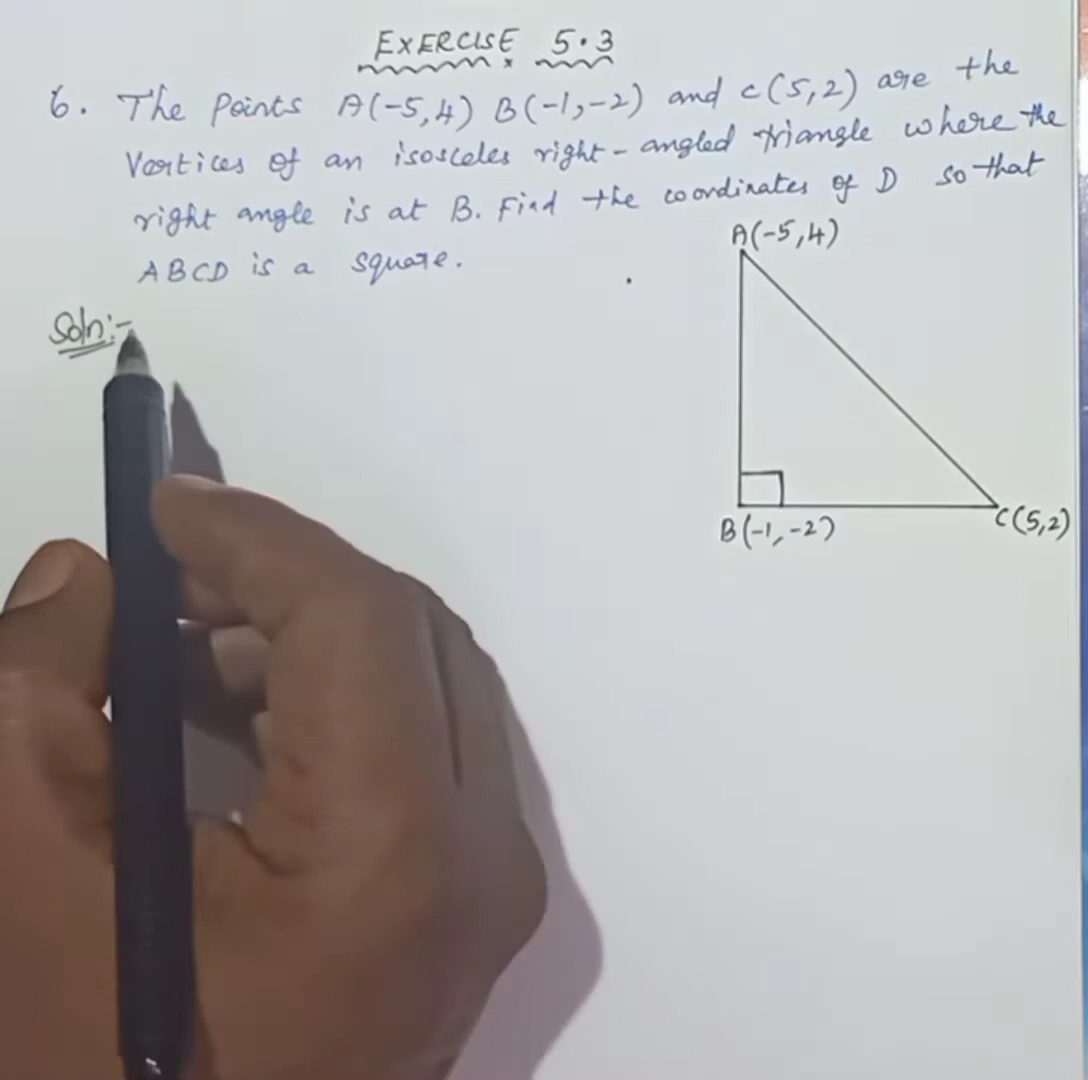 EXERCISE 5.3
6. The points A(-5,4) B(-1,-2) and C(5,2) are the
Vertices of an isosceles right-angled triangle where the
right angle is at B. Find the coordinates of D so that
ABCD is a square.
A(-5,4)
Soln:-
B(-1,-2)
C(5,2)